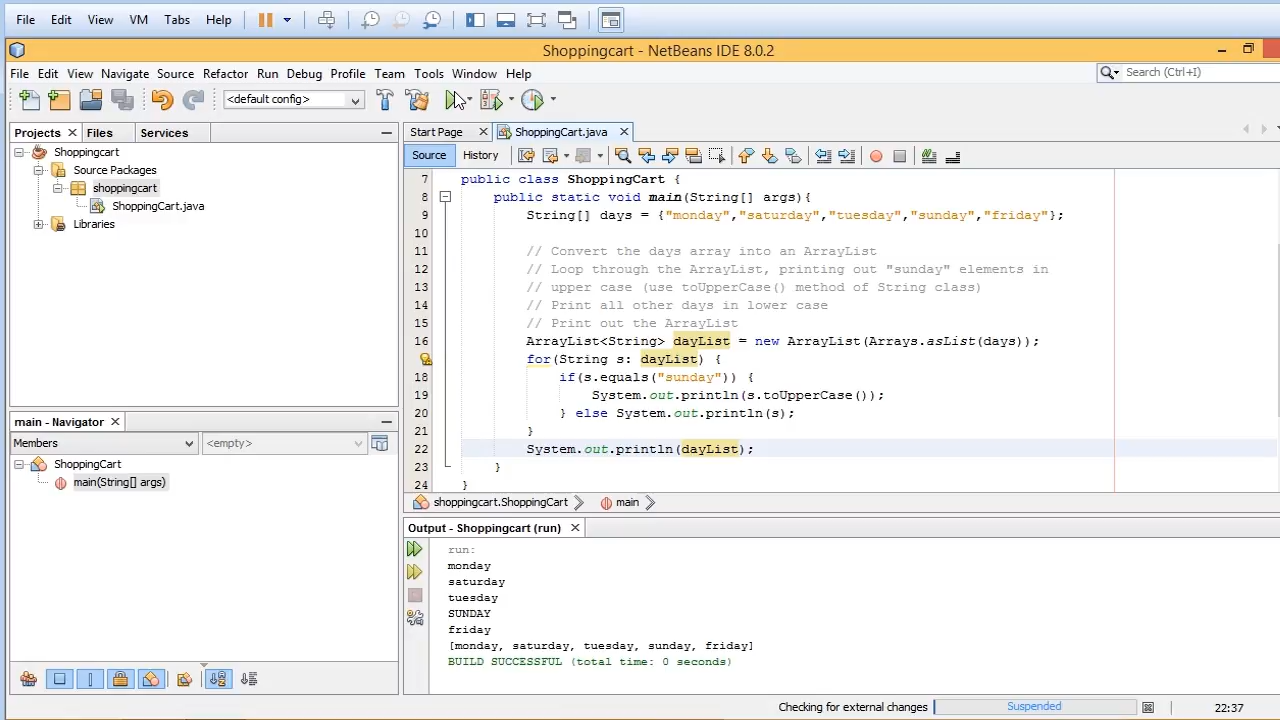 File Edit View VM Tabs Help
Shoppingcart - NetBeans IDE 8.0.2
File Edit View Navigate Source Refactor Run Debug Profile Team Tools Window Help
Search (Ctrl+I)
<default config>
Projects Files Services
Shoppingcart
Source Packages
shoppingcart
ShoppingCart.java
Libraries
main - Navigator
Members <empty>
ShoppingCart
main(String[] args)
Start Page ShoppingCart.java
Source History
7 public class ShoppingCart {
8 public static void main(String[] args){
9 String[] days = {"monday","saturday","tuesday","sunday","friday"};
10
11 // Convert the days array into an ArrayList
12 // Loop through the ArrayList, printing out "sunday" elements in
13 // upper case (use toUpperCase() method of String class)
14 // Print all other days in lower case
15 // Print out the ArrayList
16 ArrayList<String> dayList = new ArrayList(Arrays.asList(days));
for(String s: dayList) {
18 if(s.equals("sunday")) {
19 System.out.println(s.toUpperCase());
20 } else System.out.println(s);
21 }
22 System.out.println(dayList);
23 }
24 }
shoppingcart.ShoppingCart main
Output - Shoppingcart (run)
run:
monday
saturday
tuesday
SUNDAY
friday
[monday, saturday, tuesday, sunday, friday]
BUILD SUCCESSFUL (total time: 0 seconds)
Checking for external changes Suspended 22:37